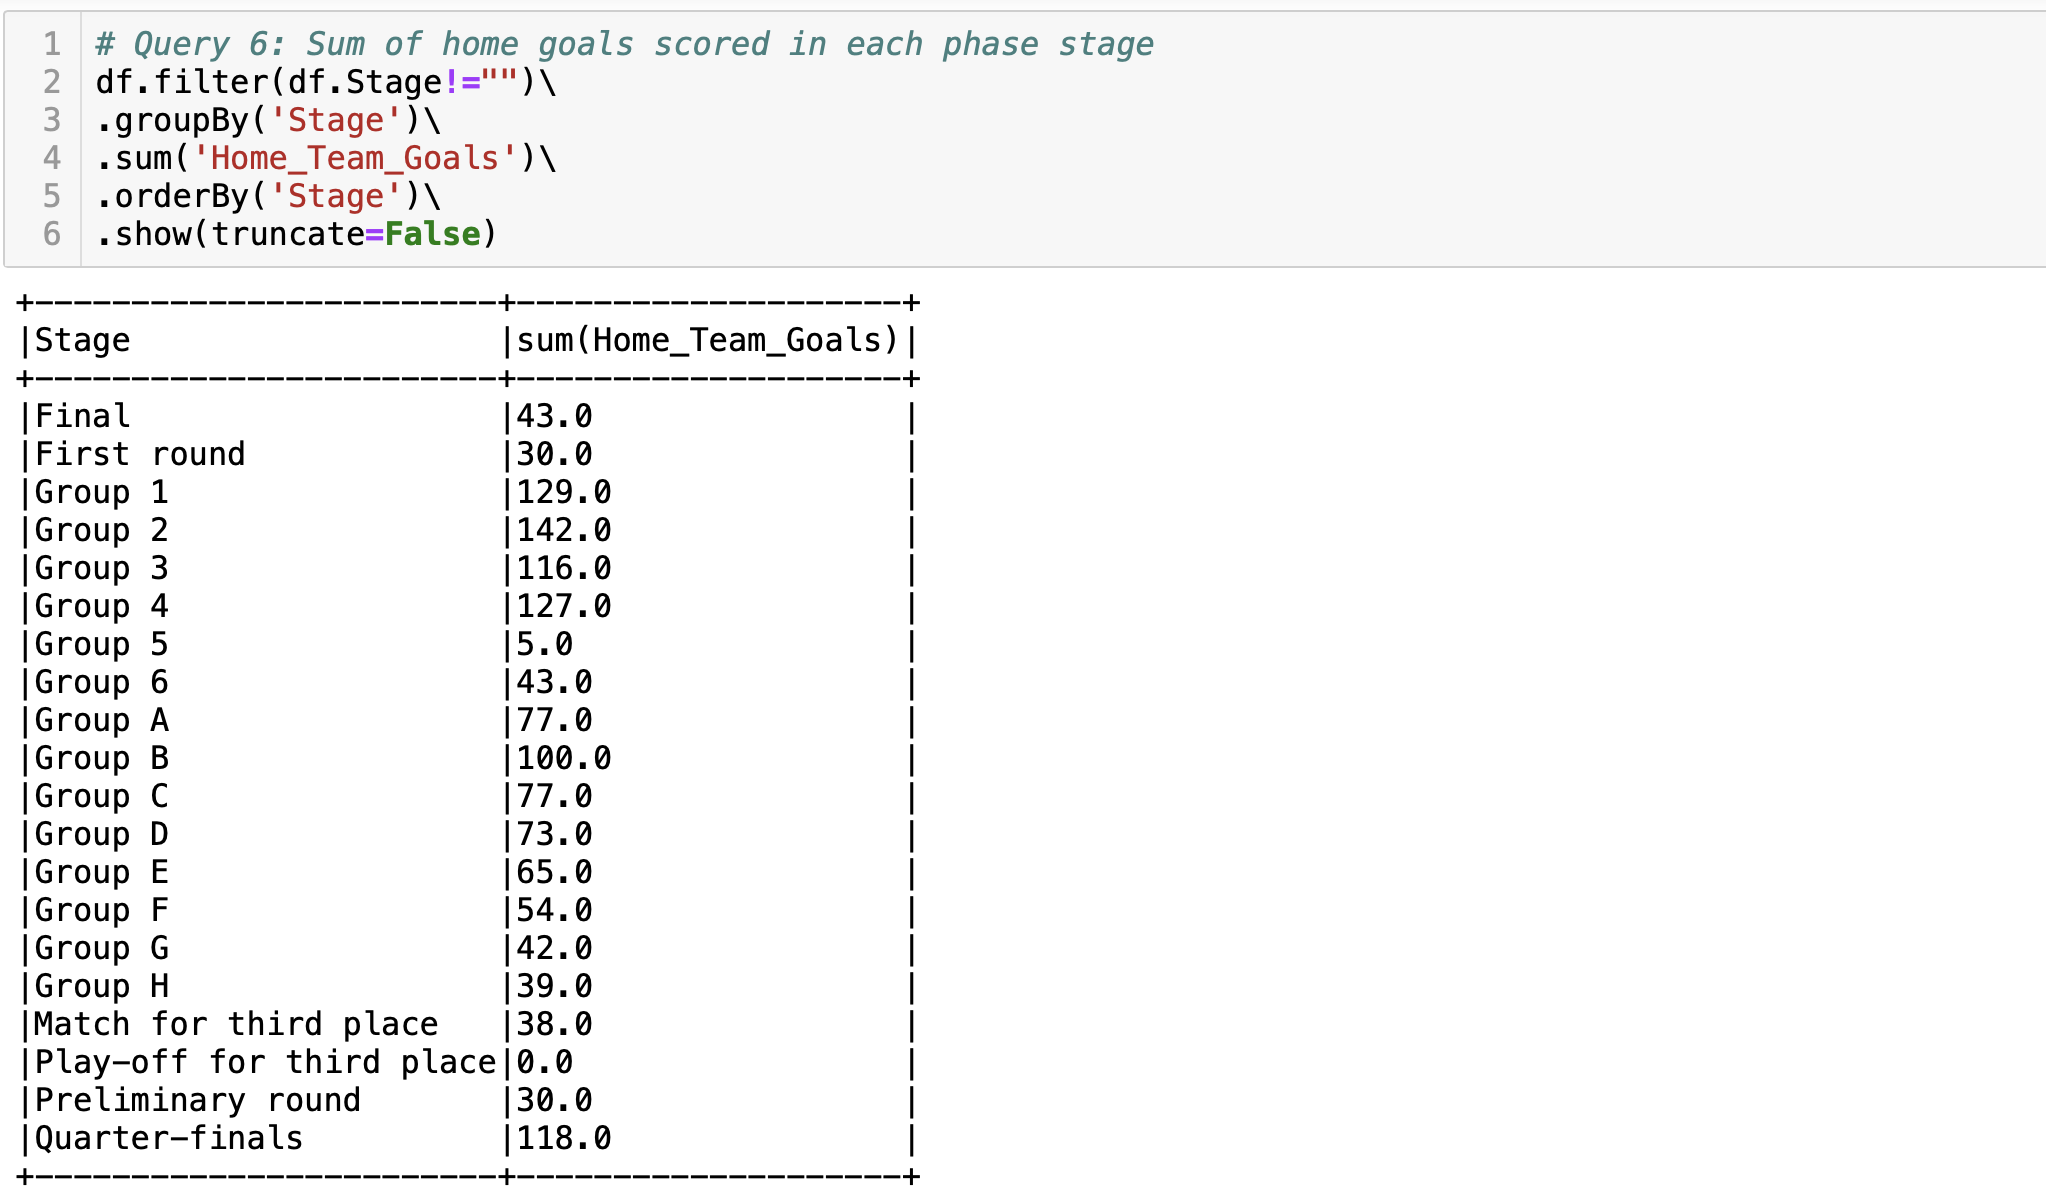 1 # Query 6: Sum of home goals scored in each phase stage
2 df.filter(df.Stage!="")\
3 .groupBy('Stage')\
4 .sum('Home_Team_Goals')\
5 .orderBy('Stage')\
6 .show(truncate=False)
+------------------------+--------------------+
|Stage                   |sum(Home_Team_Goals)|
+------------------------+--------------------+
|Final                   |43.0                |
|First round             |30.0                |
|Group 1                 |129.0               |
|Group 2                 |142.0               |
|Group 3                 |116.0               |
|Group 4                 |127.0               |
|Group 5                 |5.0                 |
|Group 6                 |43.0                |
|Group A                 |77.0                |
|Group B                 |100.0               |
|Group C                 |77.0                |
|Group D                 |73.0                |
|Group E                 |65.0                |
|Group F                 |54.0                |
|Group G                 |42.0                |
|Group H                 |39.0                |
|Match for third place   |38.0                |
|Play-off for third place|0.0                 |
|Preliminary round       |30.0                |
|Quarter-finals          |118.0               |
+------------------------+--------------------+